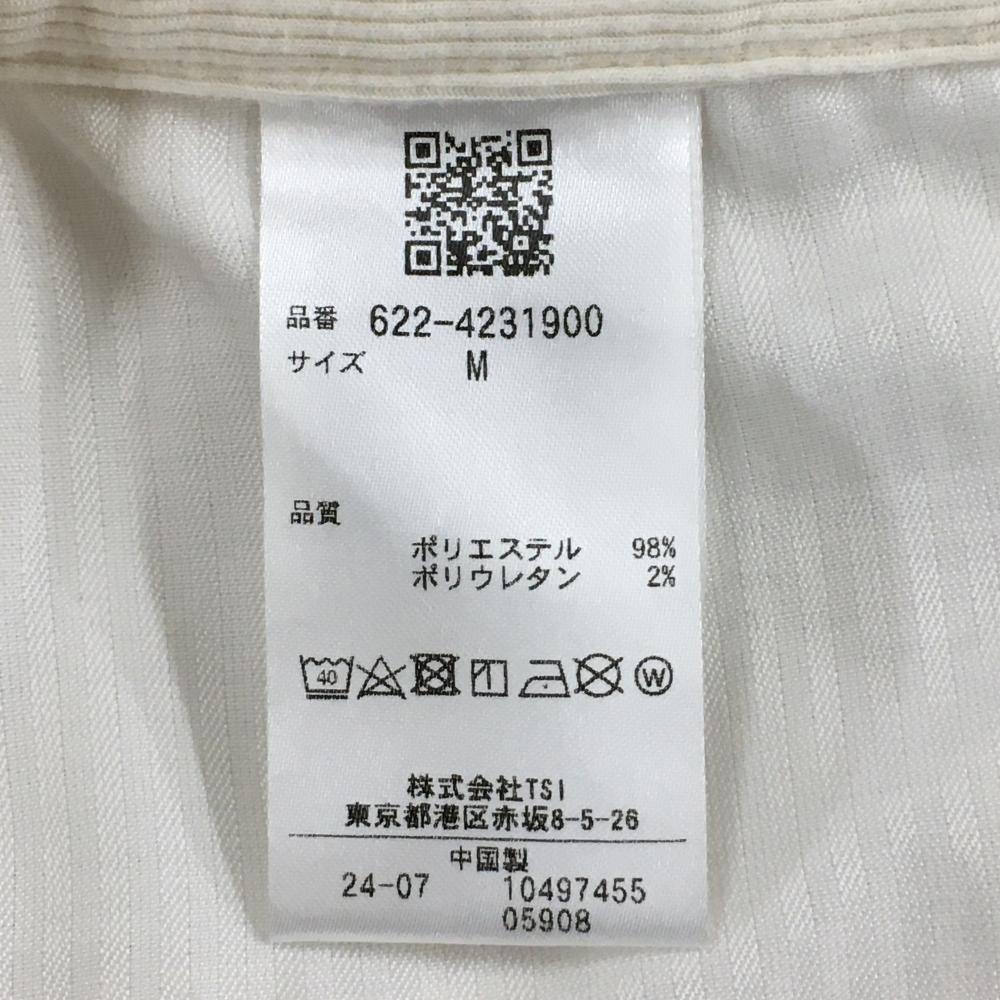 品番 622-4231900
サイズ M
品質
ポリエステル 98%
ポリウレタン 2%
40 W
株式会社TSI
東京都港区赤坂8-5-26
中国製
24-07 10497455
05908